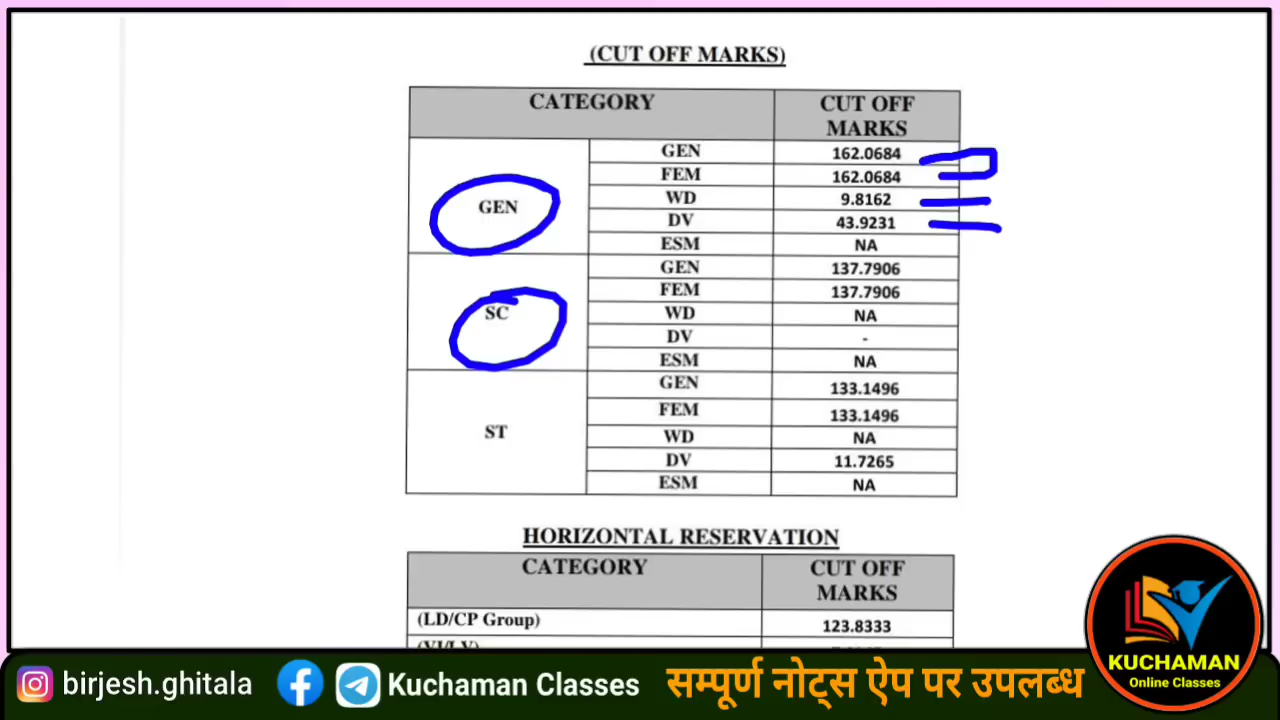 (CUT OFF MARKS)
CATEGORY CUT OFF MARKS
GEN GEN 162.0684
FEM 162.0684
WD 9.8162
DV 43.9231
ESM NA
SC GEN 137.7906
FEM 137.7906
WD NA
DV -
ESM NA
ST GEN 133.1496
FEM 133.1496
WD NA
DV 11.7265
ESM NA
HORIZONTAL RESERVATION
CATEGORY CUT OFF MARKS
(LD/CP Group) 123.8333
KUCHAMAN
Online Classes
birjesh.ghitala Kuchaman Classes सम्पूर्ण नोट्स ऐप पर उपलब्ध